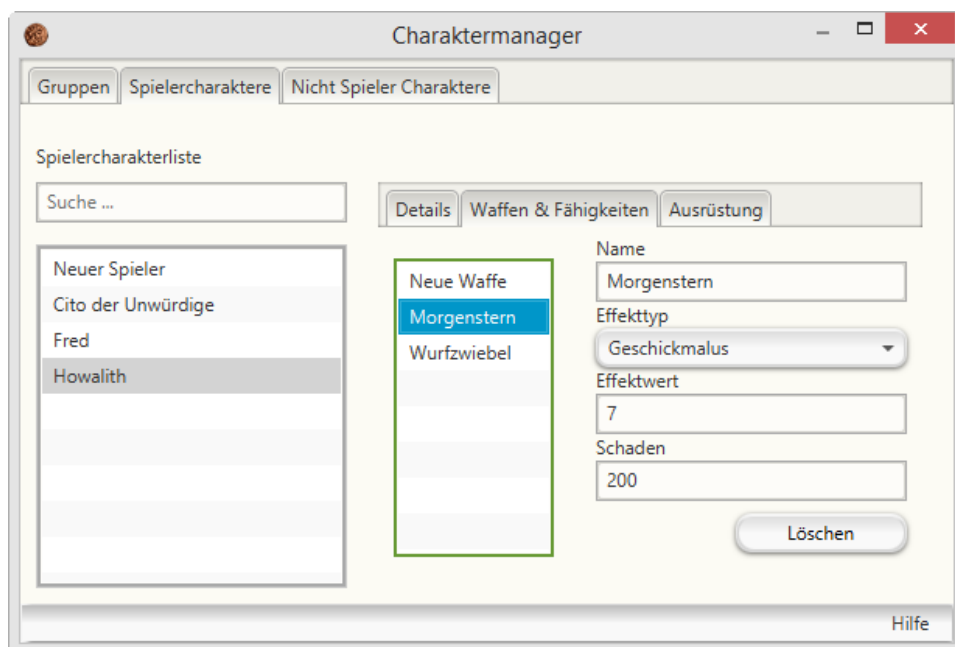 Charaktermanager
Gruppen Spielercharaktere Nicht Spieler Charaktere
Spielercharakterliste
Suche ...
Neuer Spieler
Cito der Unwürdige
Fred
Howalith
Details Waffen & Fähigkeiten Ausrüstung
Neue Waffe
Morgenstern
Wurfzwiebel
Name
Morgenstern
Effekttyp
Geschickmalus
Effektwert
7
Schaden
200
Löschen
Hilfe